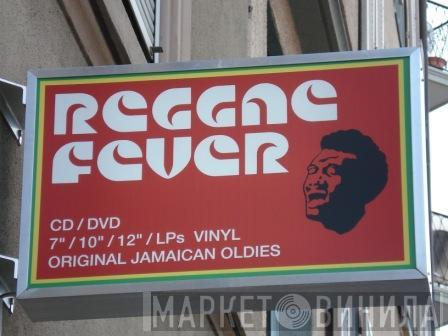 REGGAE
FEVER
CD / DVD
7" / 10" / 12" / LPs VINYL
ORIGINAL JAMAICAN OLDIES
МАРКЕТ ВИНИЛА